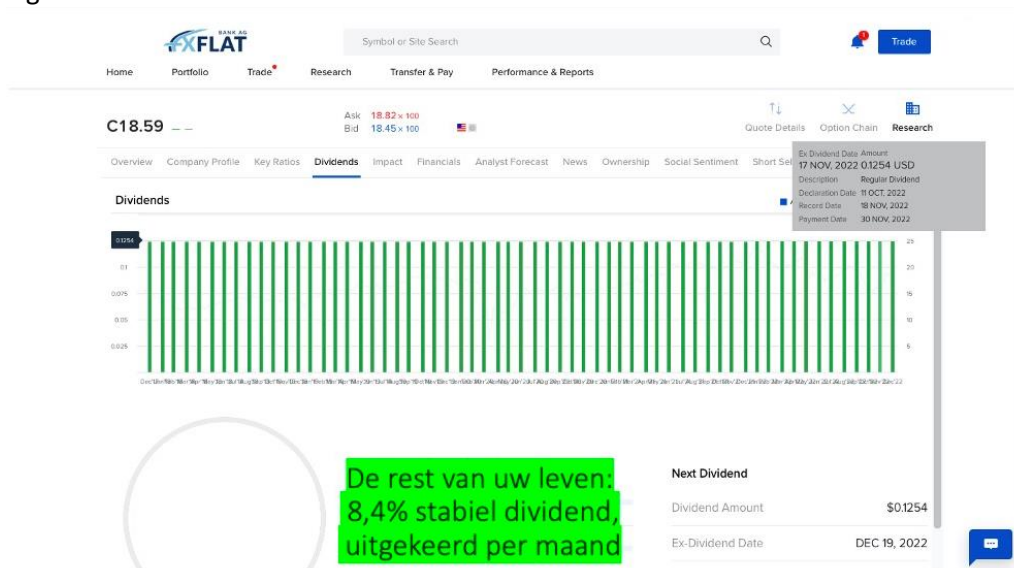 BANK AG
FXFLAT
Symbol or Site Search
1
Trade
Home Portfolio Trade Research Transfer & Pay Performance & Reports
C18.59 – –
Ask 18.82 x 100
Bid 18.45 x 100
Quote Details Option Chain Research
Overview Company Profile Key Ratios Dividends Impact Financials Analyst Forecast News Ownership Social Sentiment Short Sel
Ex Dividend Date Amount
17 NOV, 2022 0.1254 USD
Description Regular Dividend
Declaration Date 11 OCT, 2022
Record Date 18 NOV, 2022
Payment Date 30 NOV, 2022
Dividends
0.1254 25
0.1 20
0.075 15
0.05 10
0.025 5
De rest van uw leven:
8,4% stabiel dividend,
uitgekeerd per maand
Next Dividend
Dividend Amount $0.1254
Ex-Dividend Date DEC 19, 2022